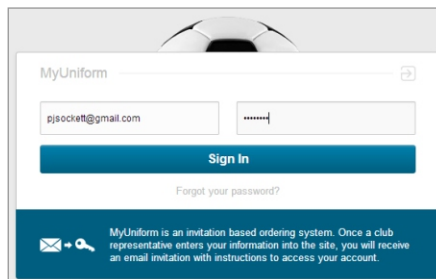 MyUniform
pjsockett@gmail.com
Sign In
Forgot your password?
MyUniform is an invitation based ordering system. Once a club
representative enters your information into the site, you will receive
an email invitation with instructions to access your account.